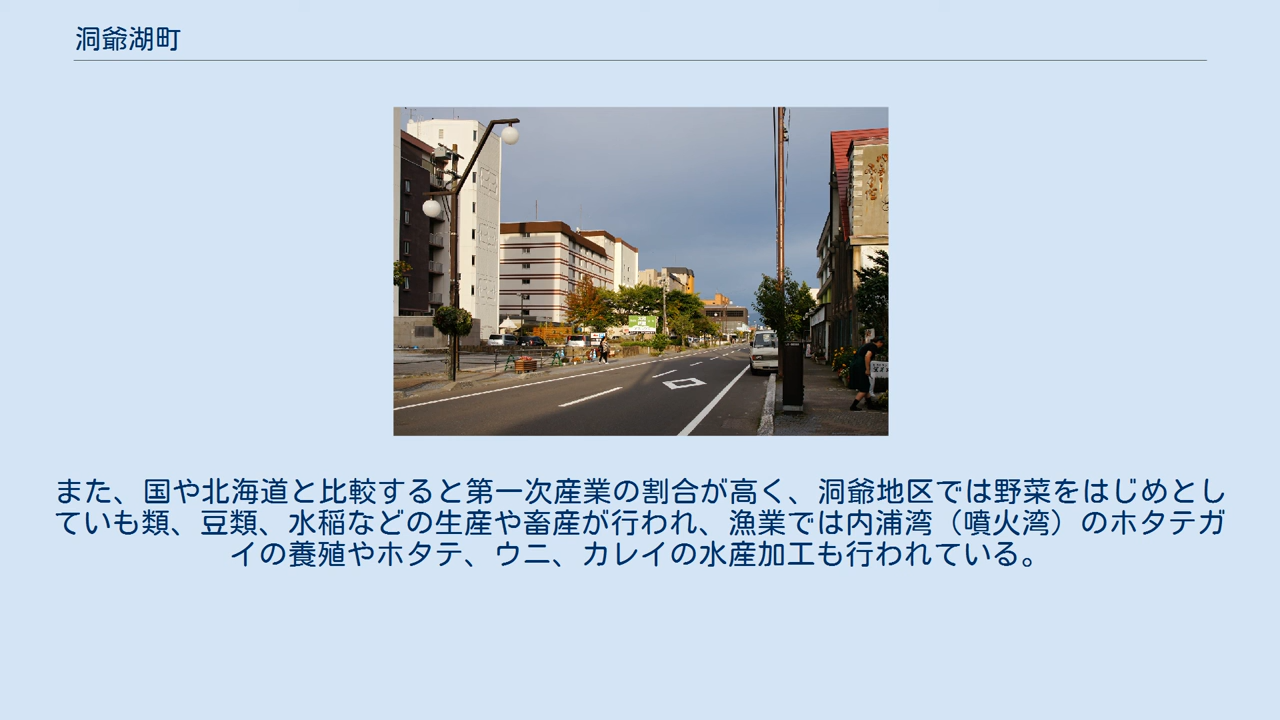 洞爺湖町
また、国や北海道と比較すると第一次産業の割合が高く、洞爺地区では野菜をはじめとし
ていも類、豆類、水稲などの生産や畜産が行われ、漁業では内浦湾（噴火湾）のホタテガ
イの養殖やホタテ、ウニ、カレイの水産加工も行われている。